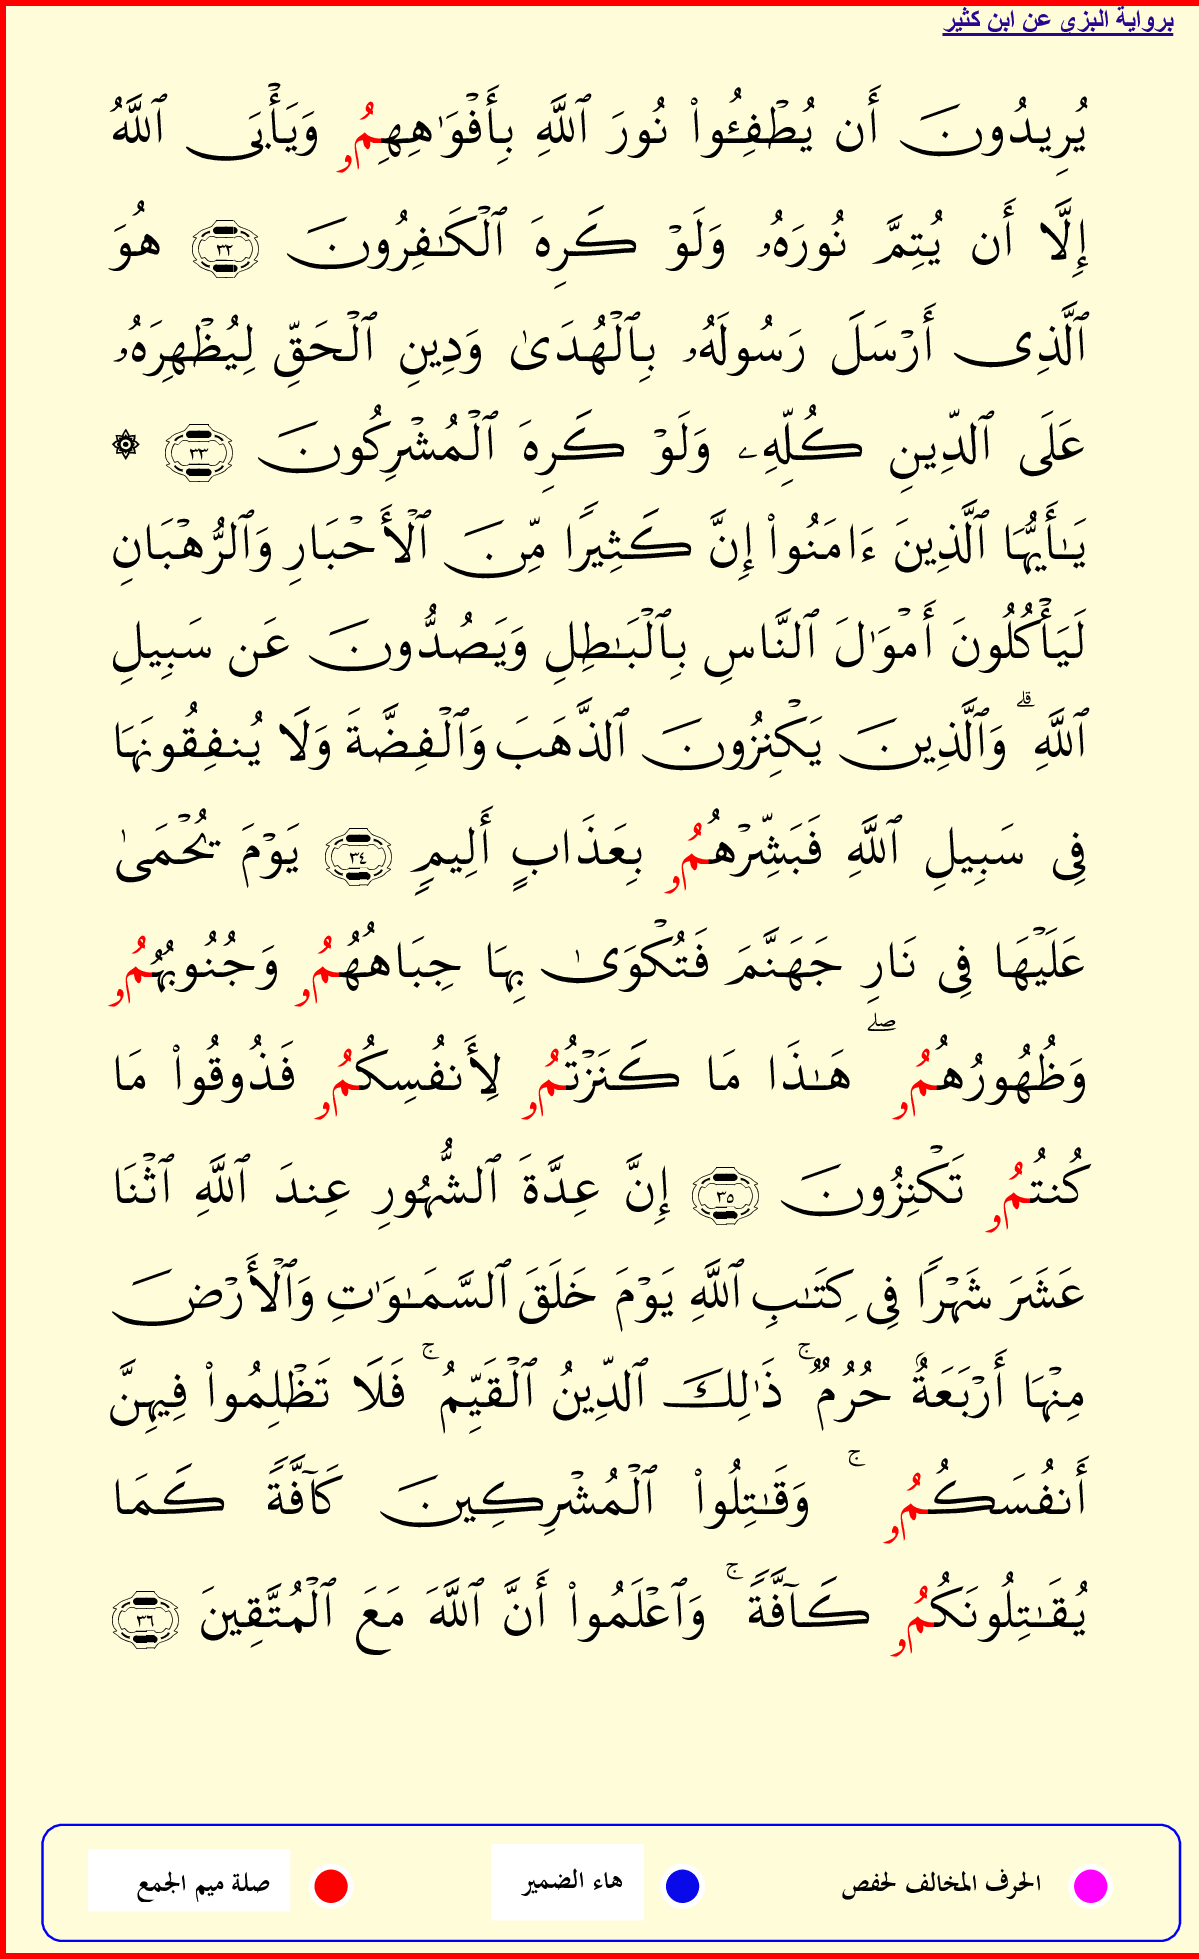 برواية البزى عن ابن كثير
يُرِيدُونَ أَن يُطۡفِـُٔواْ نُورَ ٱللَّهِ بِأَفۡوَٰهِهِمُۥ وَيَأۡبَى ٱللَّهُ
إِلَّا أَن يُتِمَّ نُورَهُۥ وَلَوۡ كَرِهَ ٱلۡكَٰفِرُونَ ٣٢ هُوَ
ٱلَّذِى أَرۡسَلَ رَسُولَهُۥ بِٱلۡهُدَىٰ وَدِينِ ٱلۡحَقِّ لِيُظۡهِرَهُۥ
عَلَى ٱلدِّينِ كُلِّهِۦ وَلَوۡ كَرِهَ ٱلۡمُشۡرِكُونَ ٣٣ ۞
يَـٰٓأَيُّهَا ٱلَّذِينَ ءَامَنُواْ إِنَّ كَثِيرًا مِّنَ ٱلۡأَحۡبَارِ وَٱلرُّهۡبَانِ
لَيَأۡكُلُونَ أَمۡوَٰلَ ٱلنَّاسِ بِٱلۡبَٰطِلِ وَيَصُدُّونَ عَن سَبِيلِ
ٱللَّهِ ۗ وَٱلَّذِينَ يَكۡنِزُونَ ٱلذَّهَبَ وَٱلۡفِضَّةَ وَلَا يُنفِقُونَهَا
فِى سَبِيلِ ٱللَّهِ فَبَشِّرۡهُمُۥ بِعَذَابٍ أَلِيمٍ ٣٤ يَوۡمَ يُحۡمَىٰ
عَلَيۡهَا فِى نَارِ جَهَنَّمَ فَتُكۡوَىٰ بِهَا جِبَاهُهُمُۥ وَجُنُوبُهُمُۥ
وَظُهُورُهُمُۥ ۖ هَٰذَا مَا كَنَزۡتُمُۥ لِأَنفُسِكُمُۥ فَذُوقُواْ مَا
كُنتُمُۥ تَكۡنِزُونَ ٣٥ إِنَّ عِدَّةَ ٱلشُّهُورِ عِندَ ٱللَّهِ ٱثۡنَا
عَشَرَ شَهۡرًا فِى كِتَٰبِ ٱللَّهِ يَوۡمَ خَلَقَ ٱلسَّمَٰوَٰتِ وَٱلۡأَرۡضَ
مِنۡهَا أَرۡبَعَةٌ حُرُمٌ ۚ ذَٰلِكَ ٱلدِّينُ ٱلۡقَيِّمُ ۚ فَلَا تَظۡلِمُواْ فِيهِنَّ
أَنفُسَكُمُۥ ۚ وَقَٰتِلُواْ ٱلۡمُشۡرِكِينَ كَآفَّةً كَمَا
يُقَٰتِلُونَكُمُۥ كَآفَّةً ۚ وَٱعۡلَمُواْ أَنَّ ٱللَّهَ مَعَ ٱلۡمُتَّقِينَ ٣٦
الحرف المخالف لحفص هاء الضمير صلة ميم الجمع